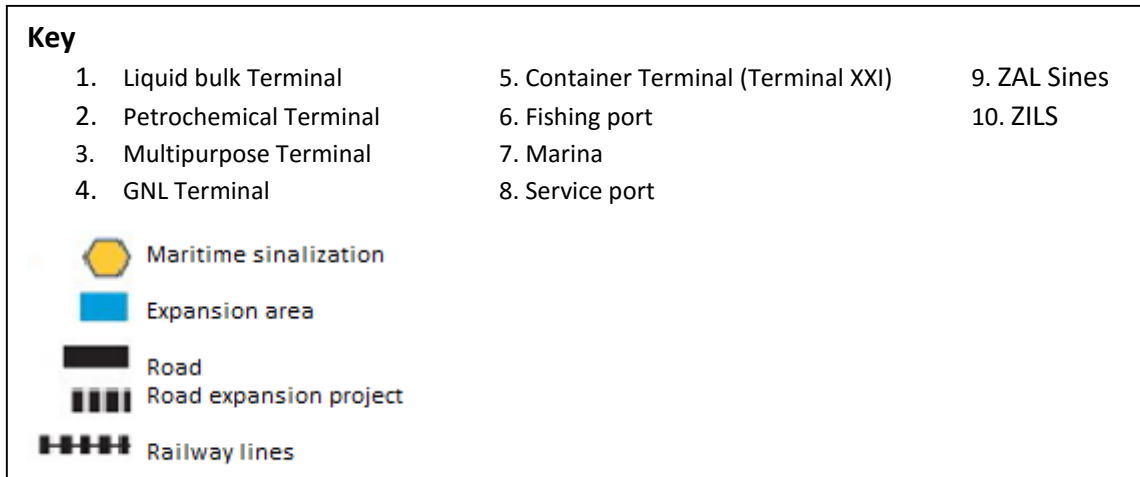 Key
1. Liquid bulk Terminal
2. Petrochemical Terminal
3. Multipurpose Terminal
4. GNL Terminal
5. Container Terminal (Terminal XXI)
6. Fishing port
7. Marina
8. Service port
9. ZAL Sines
10. ZILS
Maritime sinalization
Expansion area
Road
Road expansion project
Railway lines